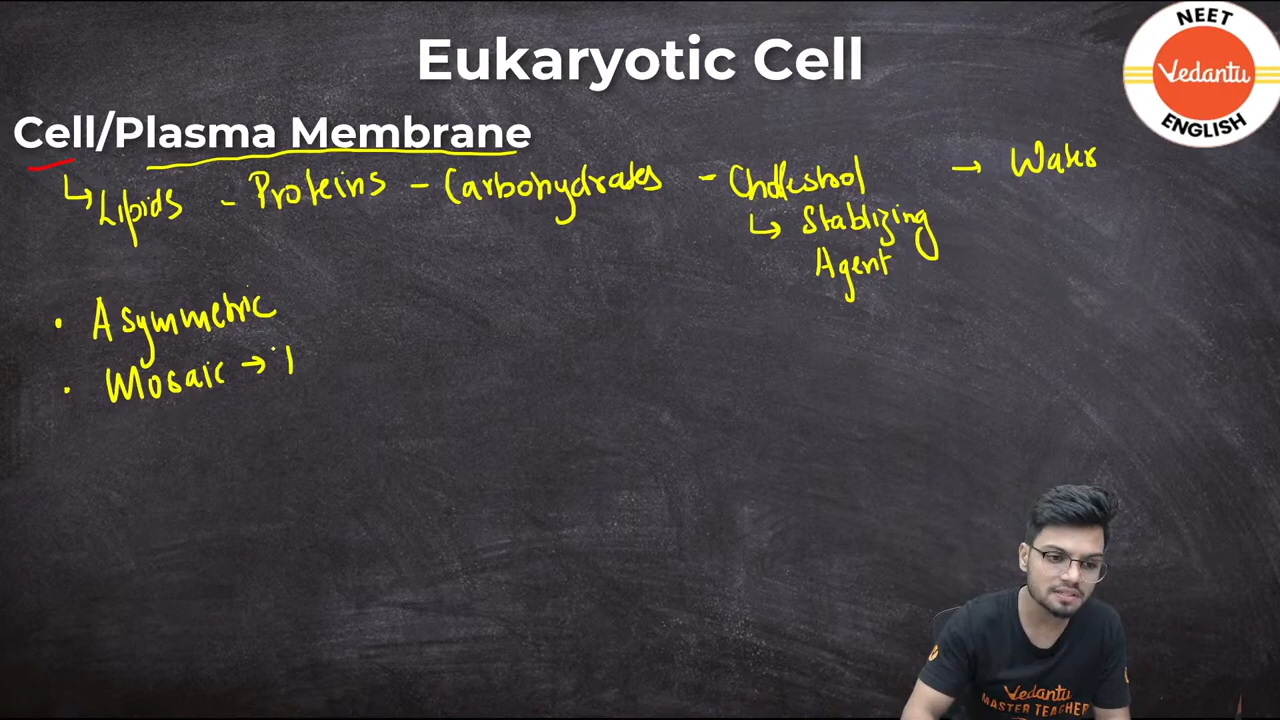 Eukaryotic Cell
NEET
Vedantu
ENGLISH
Cell/Plasma Membrane
↳ Lipids - Proteins - Carbohydrates - Cholestrol → Water
↳ Stablizing
Agent
• Asymmetric
• Mosaic →
Vedantu
MASTER TEACHER